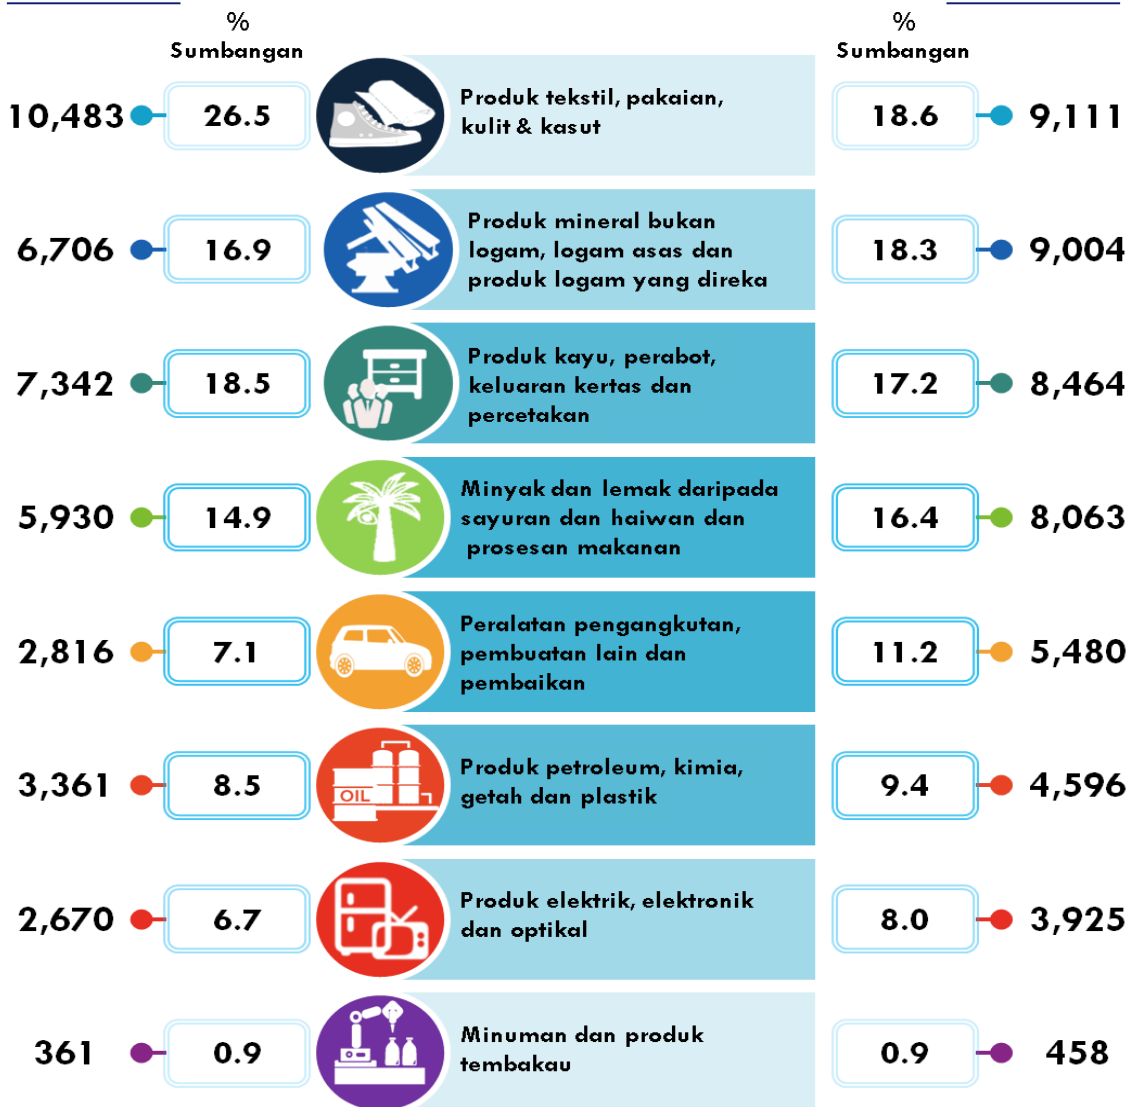 %
Sumbangan
%
Sumbangan
10,483
26.5
Produk tekstil, pakaian,
kulit & kasut
18.6
9,111
6,706
16.9
Produk mineral bukan
logam, logam asas dan
produk logam yang direka
18.3
9,004
7,342
18.5
Produk kayu, perabot,
keluaran kertas dan
percetakan
17.2
8,464
5,930
14.9
Minyak dan lemak daripada
sayuran dan haiwan dan
prosesan makanan
16.4
8,063
2,816
7.1
Peralatan pengangkutan,
pembuatan lain dan
pembaikan
11.2
5,480
3,361
8.5
OIL
Produk petroleum, kimia,
getah dan plastik
9.4
4,596
2,670
6.7
Produk elektrik, elektronik
dan optikal
8.0
3,925
361
0.9
Minuman dan produk
tembakau
0.9
458